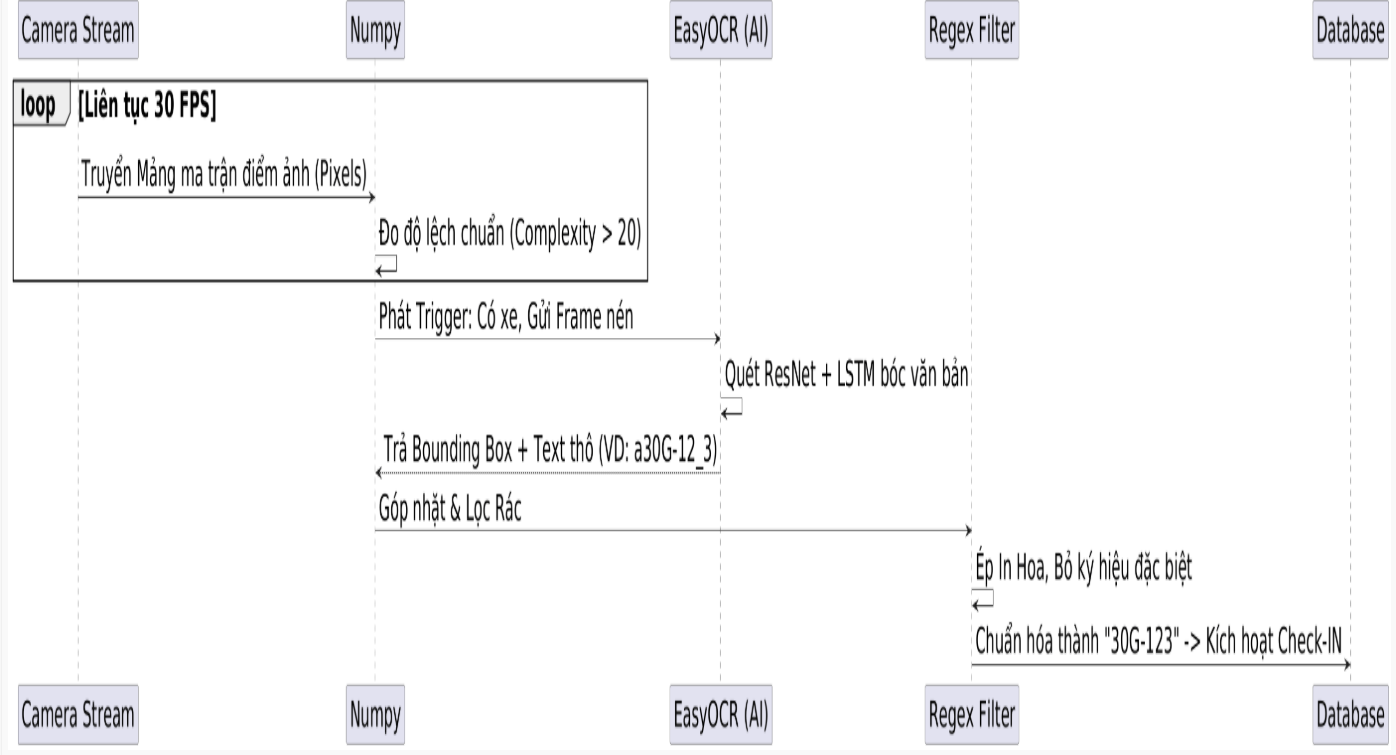 Camera Stream
Numpy
EasyOCR (AI)
Regex Filter
Database
loop
[Liên tục 30 FPS]
Truyển Mảng ma trận điểm ảnh (Pixels)
Đo độ lệch chuẩn (Complexity > 20)
Phát Trigger: Có xe, Gửi Frame nén
Quét ResNet + LSTM bóc văn bản
Trả Bounding Box + Text thô (VD: a30G-12_3)
Góp nhặt & Lọc Rác
Ép In Hoa, Bỏ ký hiệu đặc biệt
Chuẩn hóa thành "30G-123" -> Kích hoạt Check-IN
Camera Stream
Numpy
EasyOCR (AI)
Regex Filter
Database